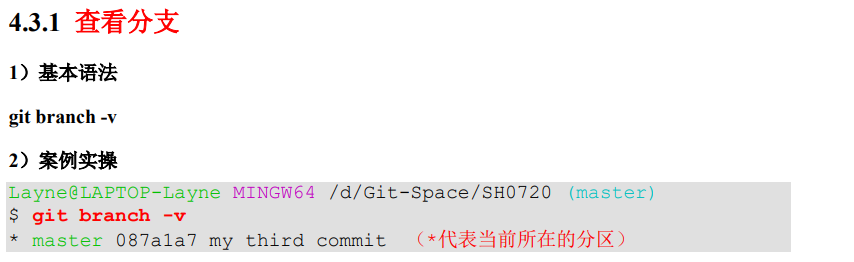 4.3.1 查看分支
1）基本语法
git branch -v
2）案例实操
Layne@LAPTOP-Layne MINGW64 /d/Git-Space/SH0720 (master)
$ git branch -v
* master 087a1a7 my third commit （*代表当前所在的分区）